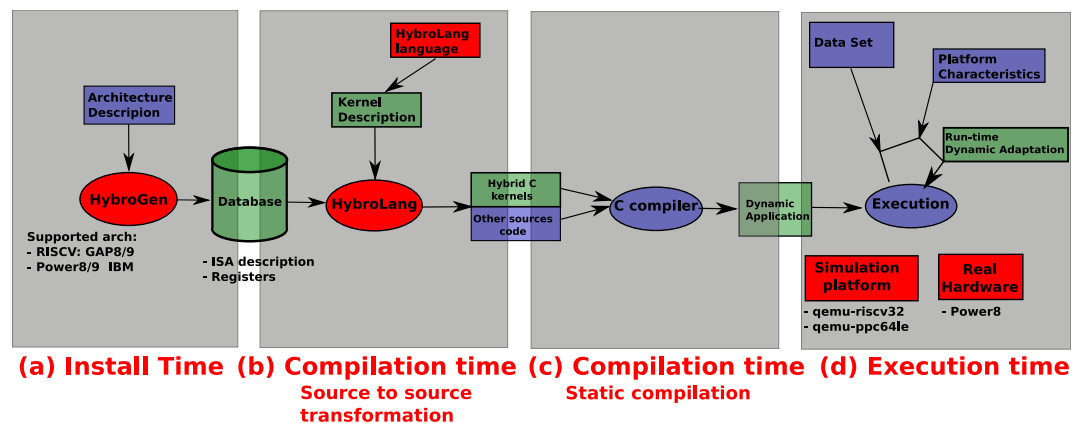 Architecture
Descripion
HybroGen
Supported arch:
- RISCV: GAP8/9
- Power8/9 IBM
Database
- ISA description
- Registers
HybroLang
language
Kernel
Description
HybroLang
Hybrid C
kernels
Other sources
code
C compiler
Dynamic
Application
Data Set
Platform
Characteristics
Run-time
Dynamic Adaptation
Execution
Simulation
platform
- qemu-riscv32
- qemu-ppc64le
Real
Hardware
- Power8
(a) Install Time
(b) Compilation time
Source to source
transformation
(c) Compilation time
Static compilation
(d) Execution time